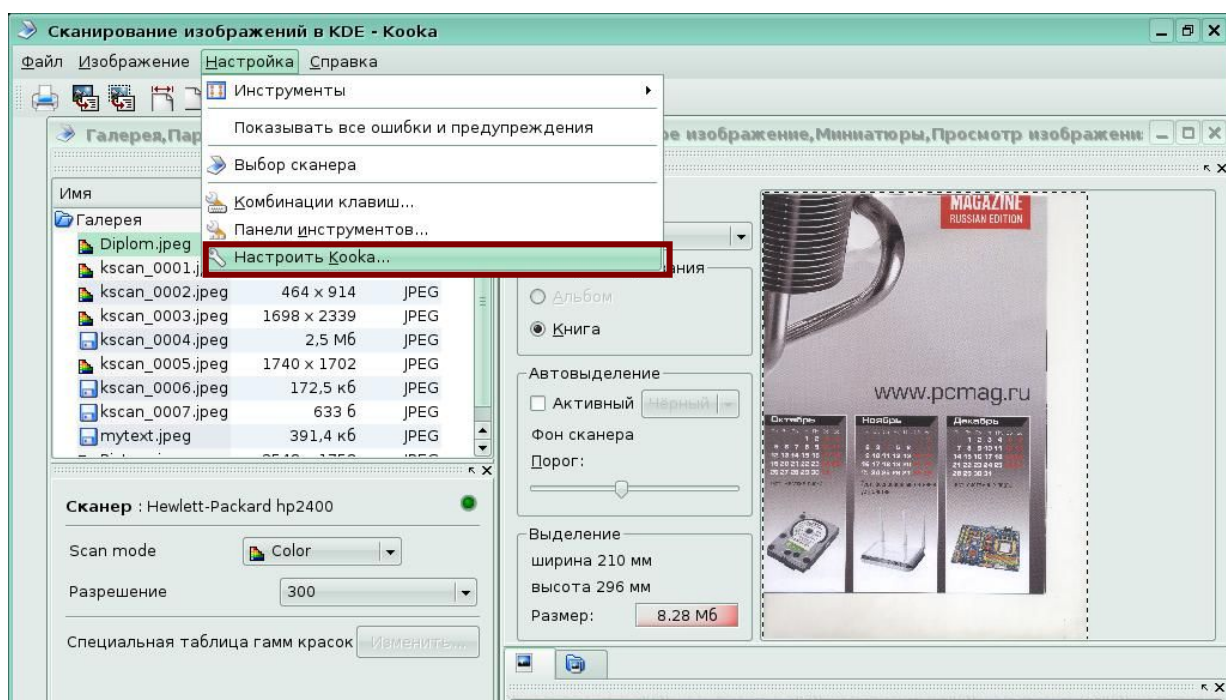 Сканирование изображений в KDE - Kooka
Файл Изображение Настройка Справка
Инструменты
Показывать все ошибки и предупреждения
Выбор сканера
Комбинации клавиш...
Панели инструментов...
Настроить Kooka...
Галерея,Пар
ре изображение,Миниатюры,Просмотр изображени
Имя
Галерея
Diplom.jpeg
kscan_0001.j
kscan_0002.jpeg 464 x 914 JPEG
kscan_0003.jpeg 1698 x 2339 JPEG
kscan_0004.jpeg 2,5 Мб JPEG
kscan_0005.jpeg 1740 x 1702 JPEG
kscan_0006.jpeg 172,5 кб JPEG
kscan_0007.jpeg 633 б JPEG
mytext.jpeg 391,4 кб JPEG
Сканер : Hewlett-Packard hp2400
Scan mode Color
Разрешение 300
Специальная таблица гамм красок Изменить...
ания
Альбом
Книга
Автовыделение
Активный Чёрный
Фон сканера
Порог:
Выделение
ширина 210 мм
высота 296 мм
Размер: 8.28 Мб
MAGAZINE
RUSSIAN EDITION
www.pcmag.ru
Октябрь Ноябрь Декабрь